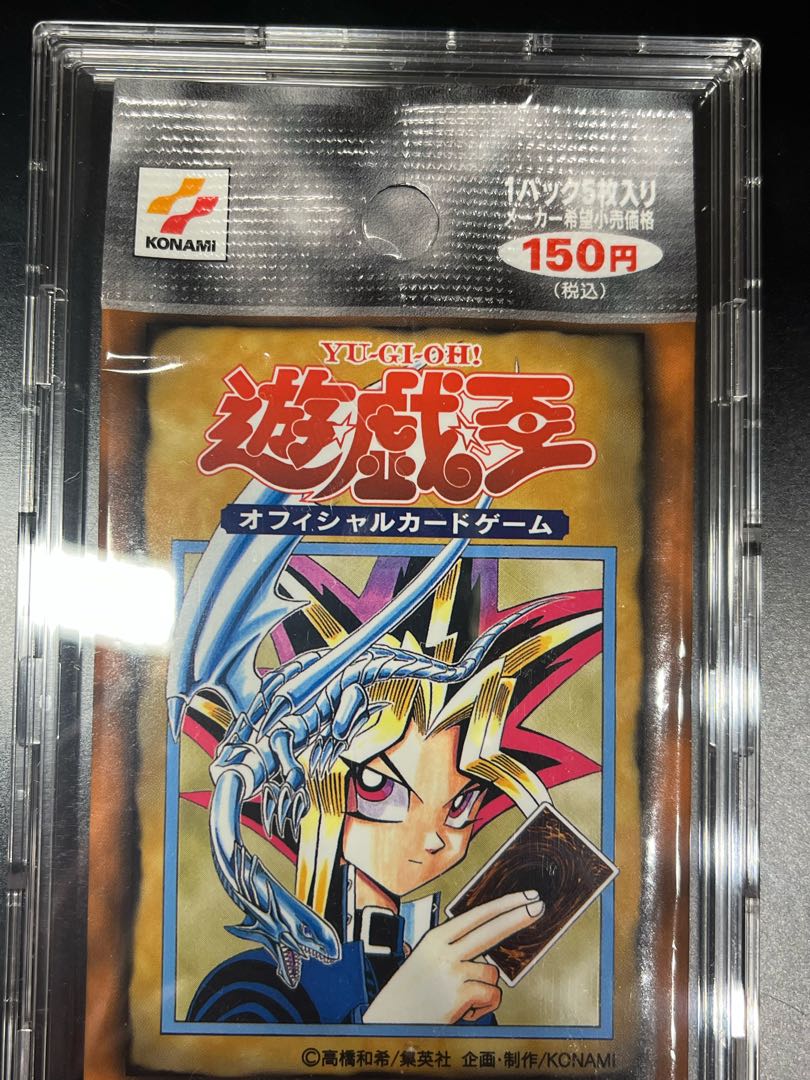 KONAMI
1パック5枚入り
メーカー希望小売価格
150円
(税込)
YU-GI-OH!
遊☆戯☆王
オフィシャルカードゲーム
©高橋和希/集英社 企画・制作/KONAMI